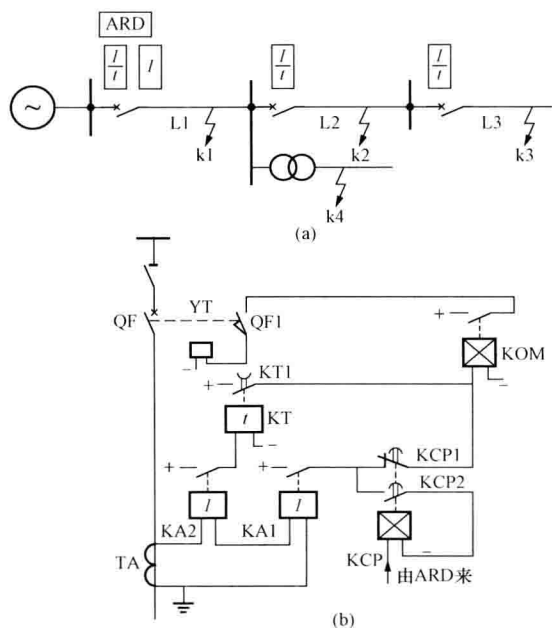 ARD
I/t I I/t I/t
~
L1 L2 L3
k1 k2 k3
k4
(a)
YT
QF QF1
+
KOM
−
−
+ KT1
t KT
−
KCP1
+ +
KCP2
I I
KA2 KA1
TA
KCP −
由ARD来
(b)